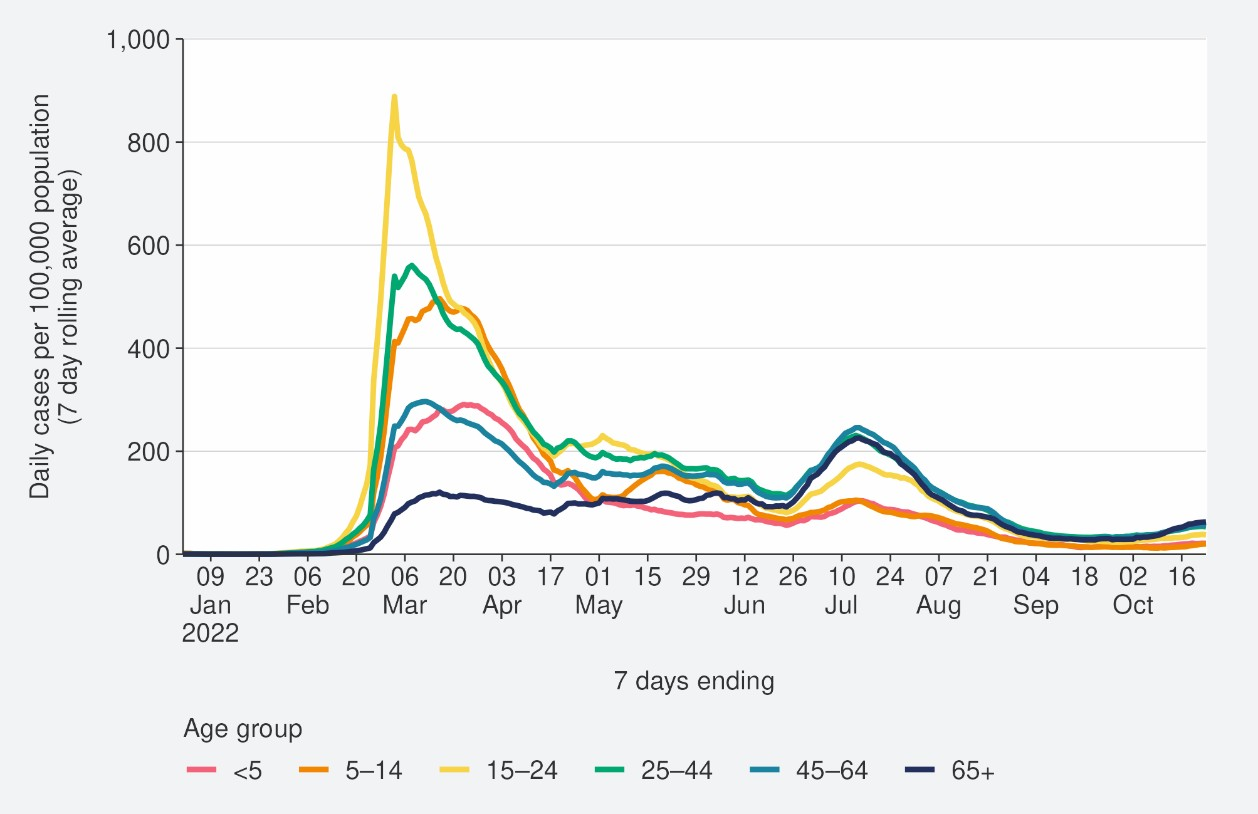 1,000
800
600
400
200
0
Daily cases per 100,000 population
(7 day rolling average)
09 23 06 20 06 20 03 17 01 15 29 12 26 10 24 07 21 04 18 02 16
Jan Feb Mar Apr May Jun Jul Aug Sep Oct
2022
7 days ending
Age group
<5 5–14 15–24 25–44 45–64 65+